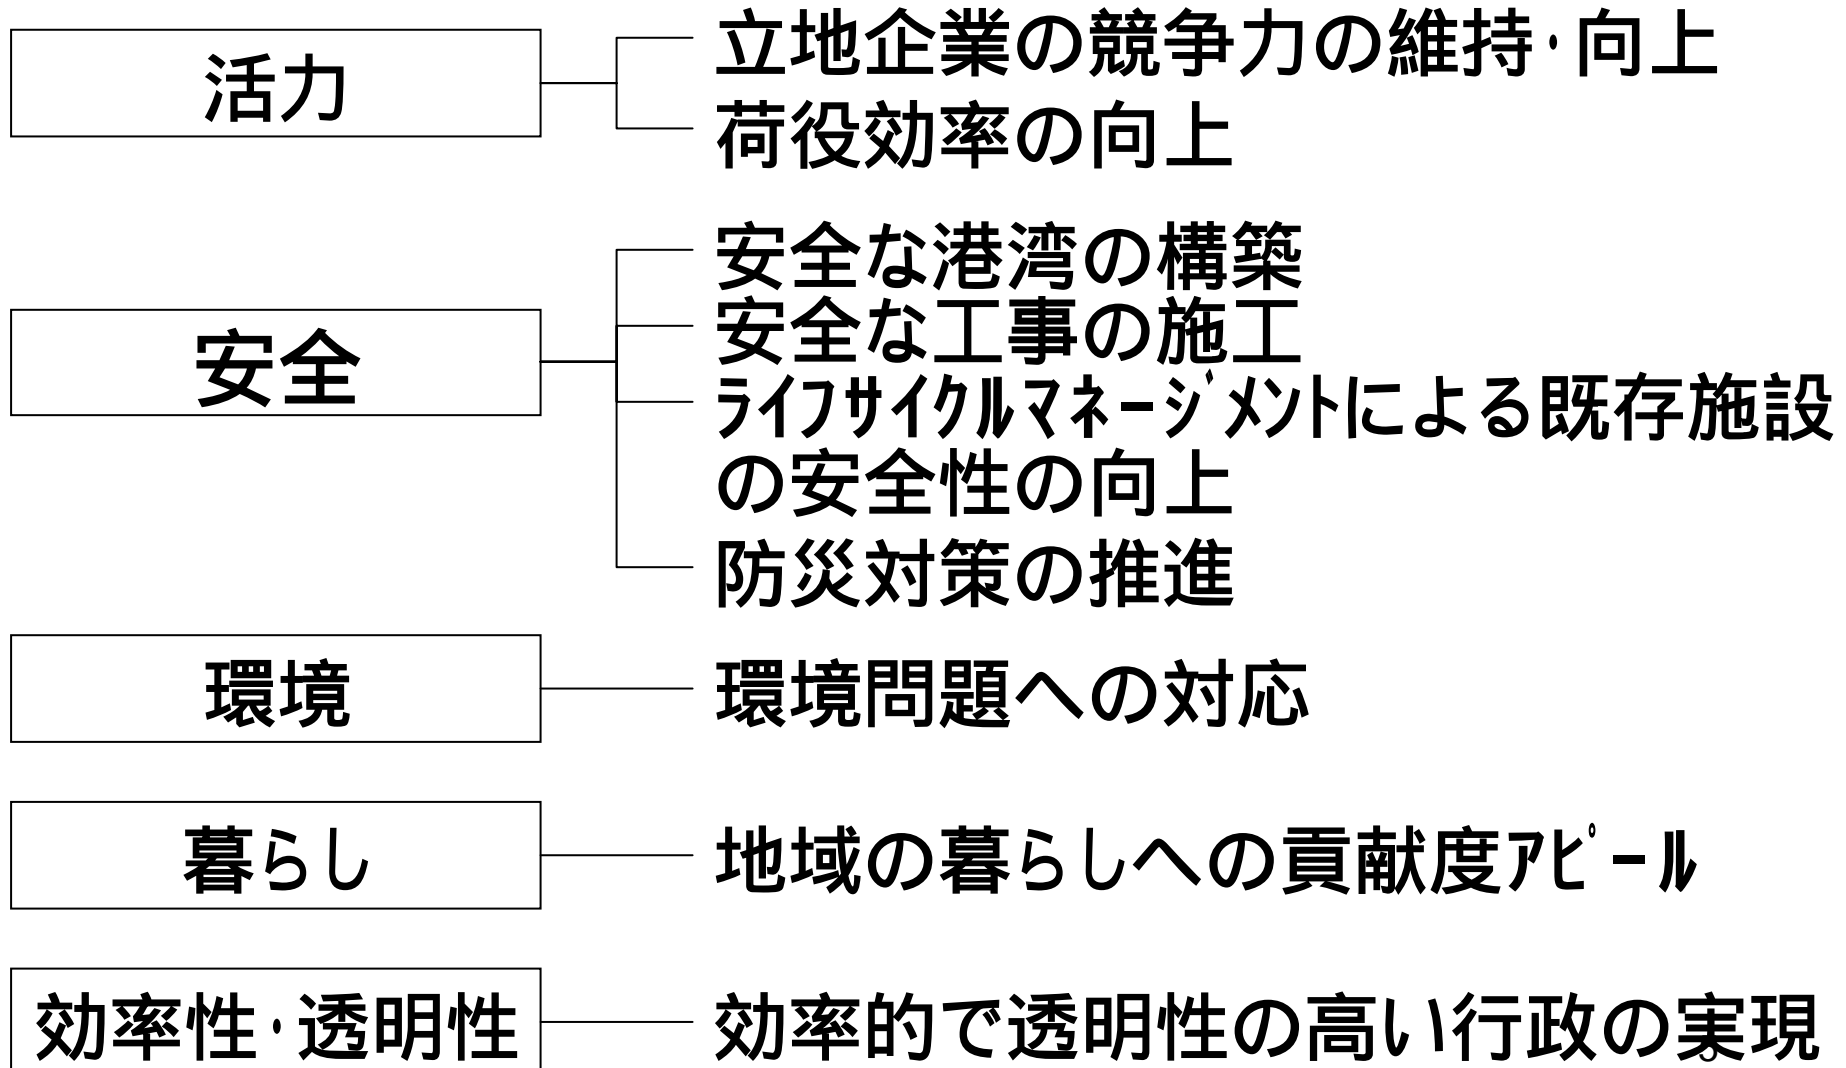 活力
立地企業の競争力の維持･向上
荷役効率の向上
安全
安全な港湾の構築
安全な工事の施工
ﾗｲﾌｻｲｸﾙﾏﾈｰｼﾞﾒﾝﾄによる既存施設
の安全性の向上
防災対策の推進
環境
環境問題への対応
暮らし
地域の暮らしへの貢献度ｱﾋﾟｰﾙ
効率性･透明性
効率的で透明性の高い行政の実現